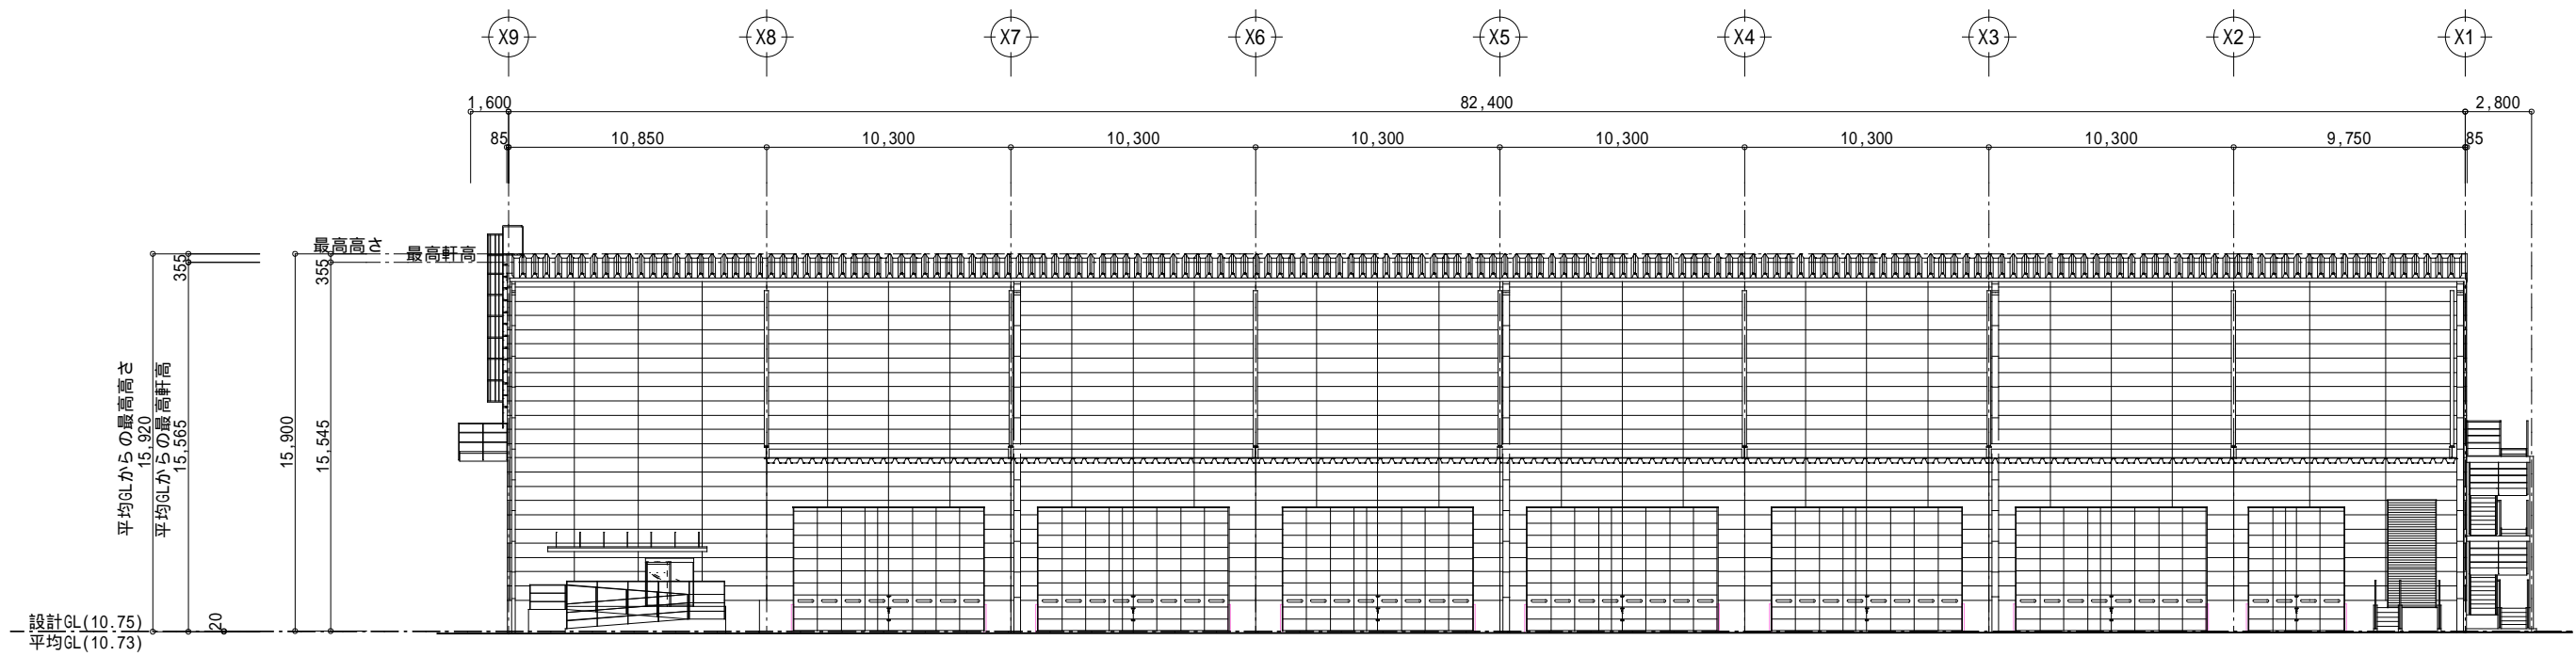 X9 X8 X7 X6 X5 X4 X3 X2 X1
1,600 82,400 2,800
85 10,850 10,300 10,300 10,300 10,300 10,300 10,300 9,750 85
最高高さ
最高軒高
355
355
平均GLからの最高高さ
15,920
平均GLからの最高軒高
15,565
15,900
15,545
20
設計GL(10.75)
平均GL(10.73)